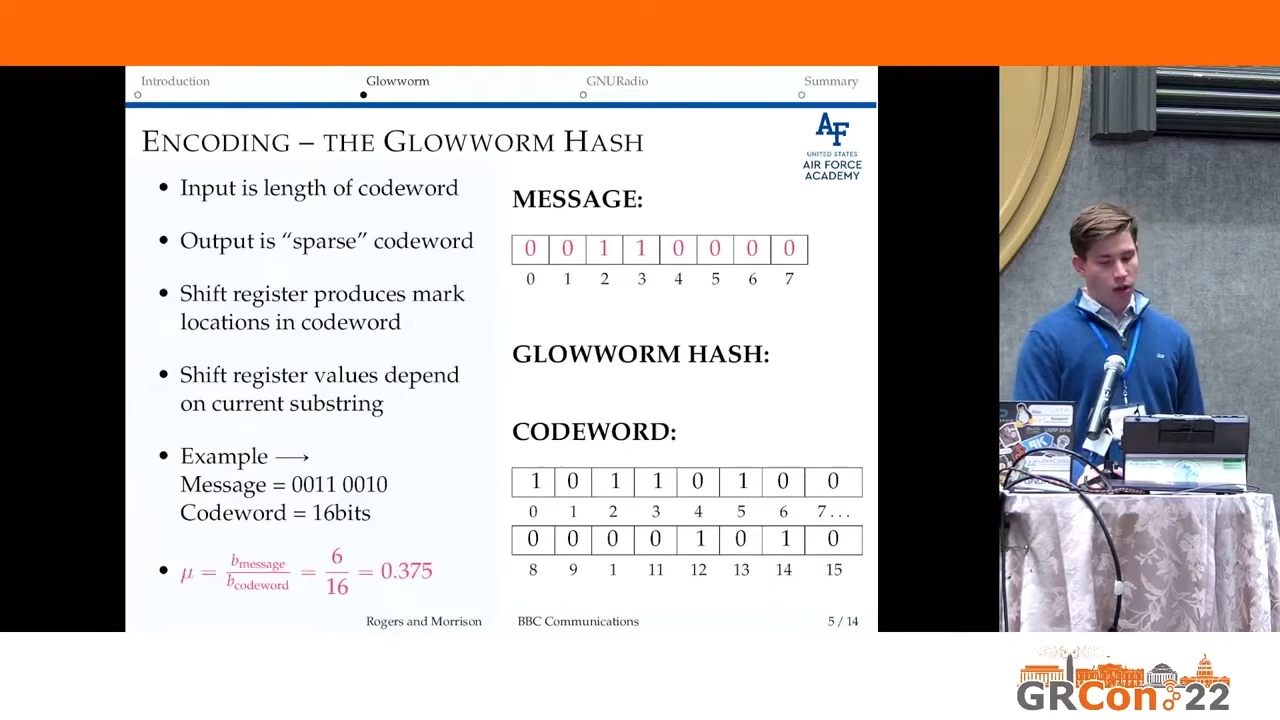 Introduction
Glowworm
GNURadio
Summary
ENCODING – THE GLOWWORM HASH
AF
UNITED STATES
AIR FORCE
ACADEMY
• Input is length of codeword
• Output is “sparse” codeword
• Shift register produces mark
locations in codeword
• Shift register values depend
on current substring
• Example ⟶
Message = 0011 0010
Codeword = 16bits
• μ = b_message / b_codeword = 6/16 = 0.375
MESSAGE:
0 0 1 1 0 0 0 0
0 1 2 3 4 5 6 7
GLOWWORM HASH:
CODEWORD:
1 0 1 1 0 1 0 0
0 1 2 3 4 5 6 7...
0 0 0 0 1 0 1 0
8 9 1 11 12 13 14 15
Rogers and Morrison
BBC Communications
5 / 14
GRCon 22